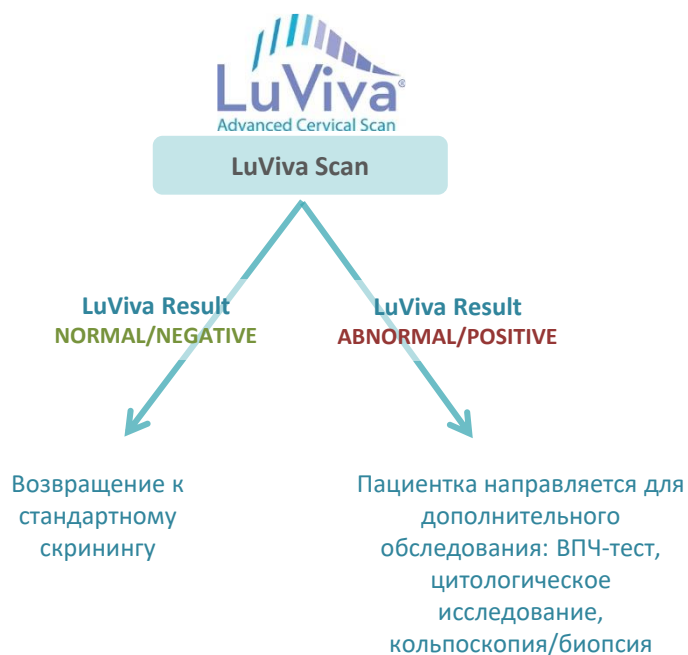 LuViva®
Advanced Cervical Scan
LuViva Scan
LuViva Result
NORMAL/NEGATIVE
LuViva Result
ABNORMAL/POSITIVE
Возвращение к
стандартному
скринингу
Пациентка направляется для
дополнительного
обследования: ВПЧ-тест,
цитологическое
исследование,
кольпоскопия/биопсия